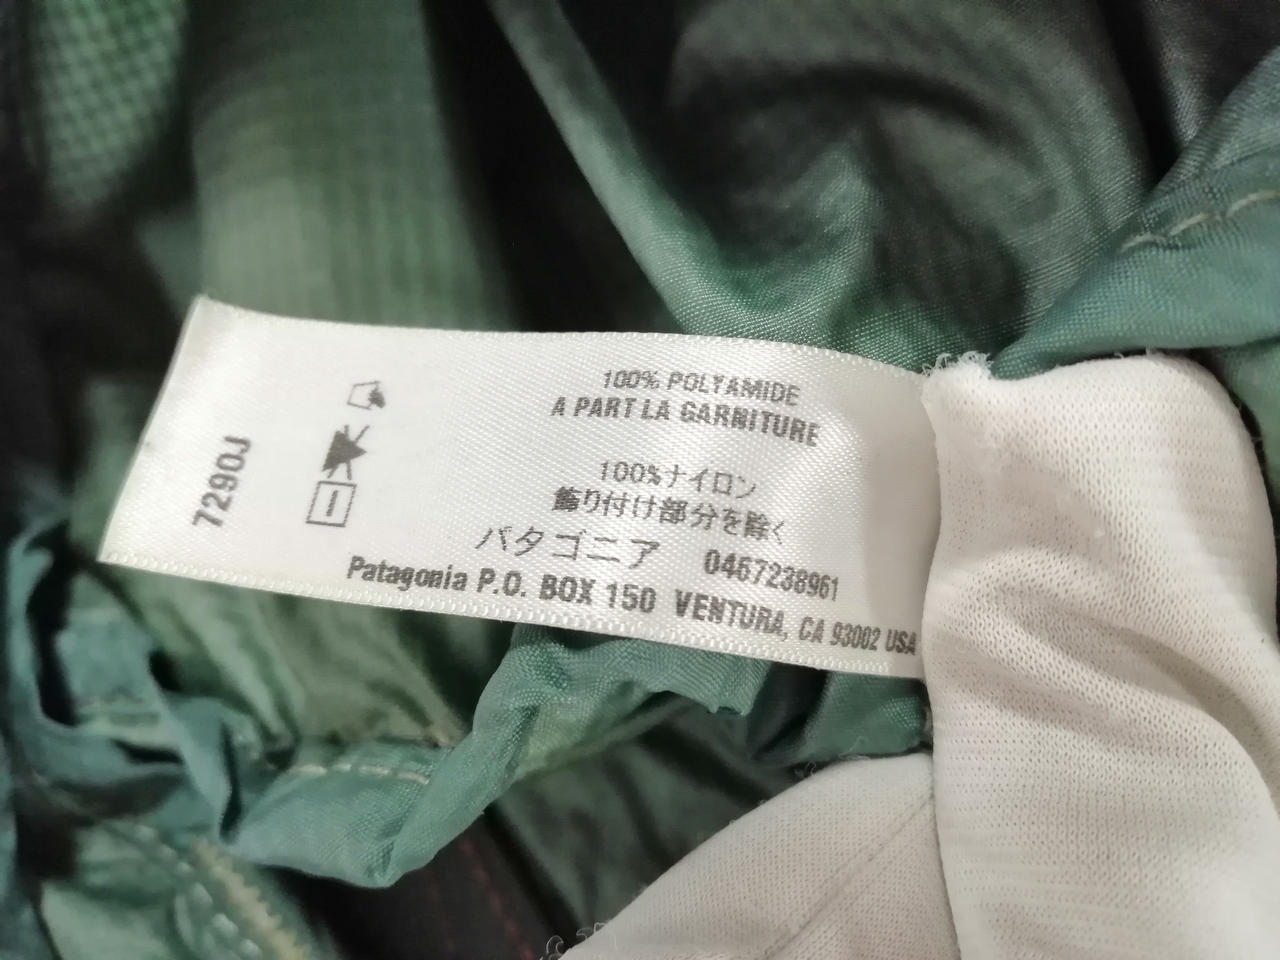 100% POLYAMIDE
A PART LA GARNITURE
100%ナイロン
飾り付け部分を除く
パタゴニア 0467238961
Patagonia P.O. BOX 150 VENTURA, CA 93002 USA
7290J